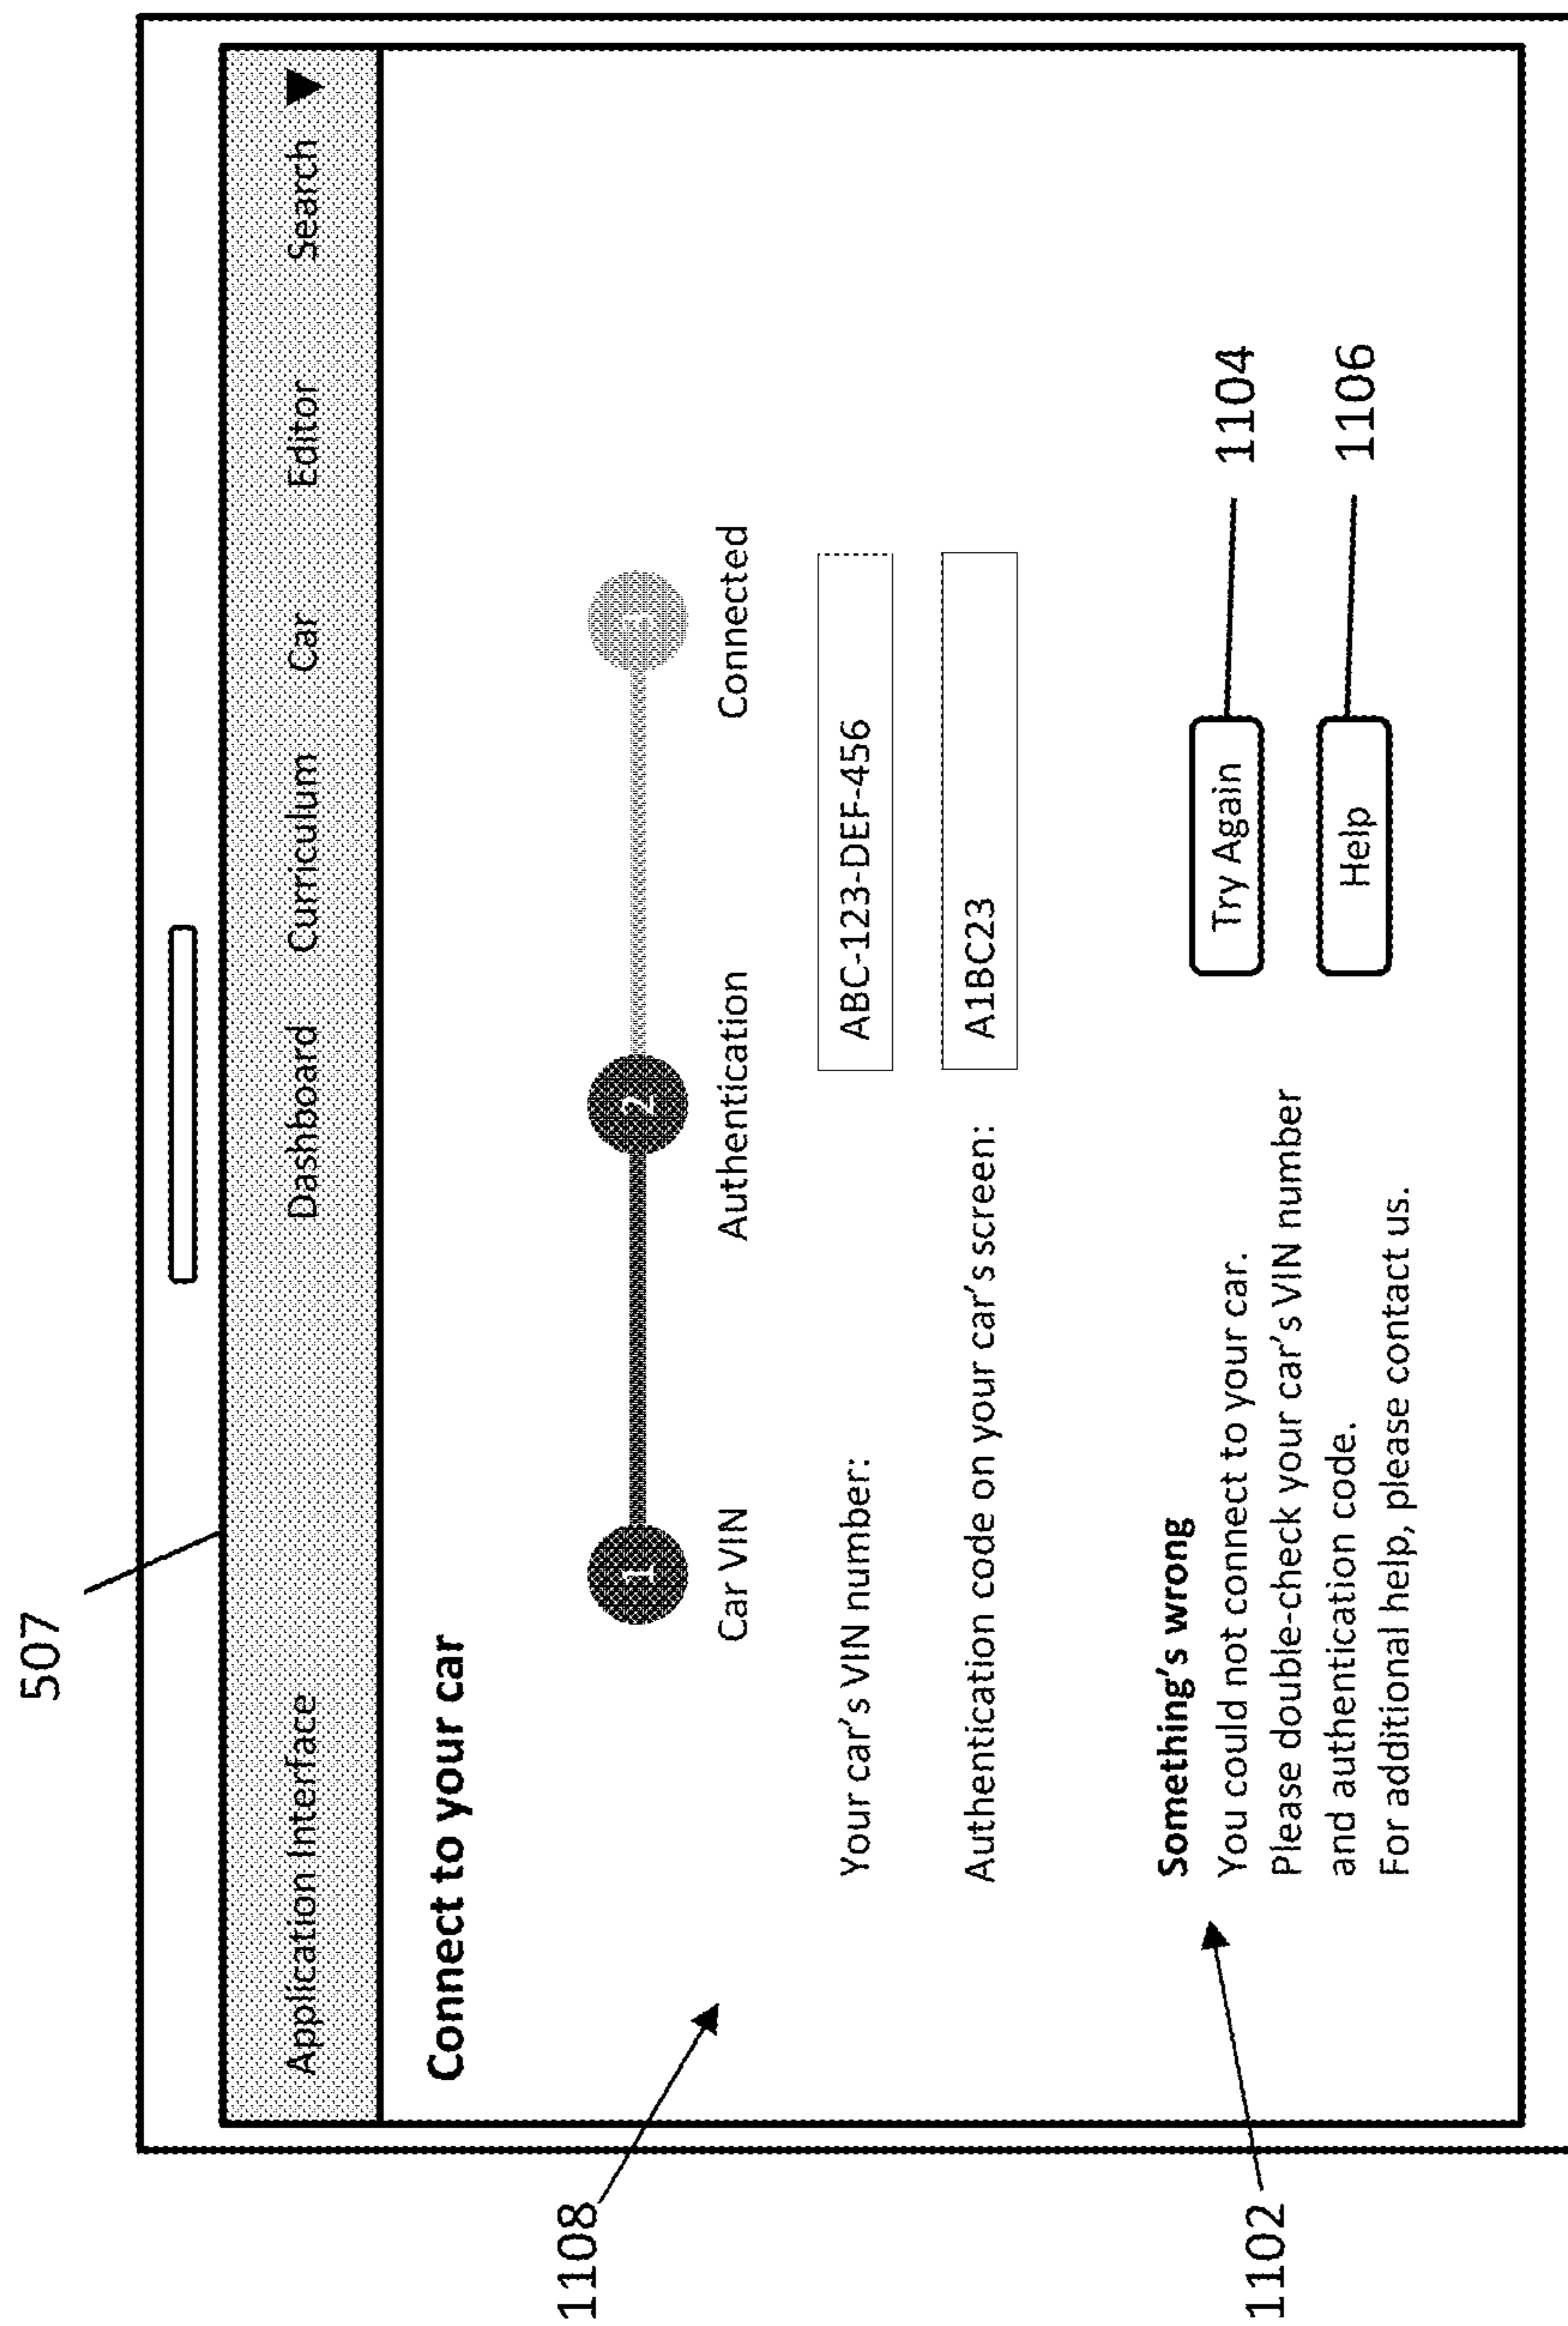 507
Application Interface Dashboard Curriculum Car Editor Search
Connect to your car
1 2
Car VIN Authentication Connected
1108
Your car's VIN number: ABC-123-DEF-456
Authentication code on your car's screen: A1BC23
1102
Something's wrong
You could not connect to your car.
Please double-check your car's VIN number
and authentication code.
For additional help, please contact us.
Try Again 1104
Help 1106